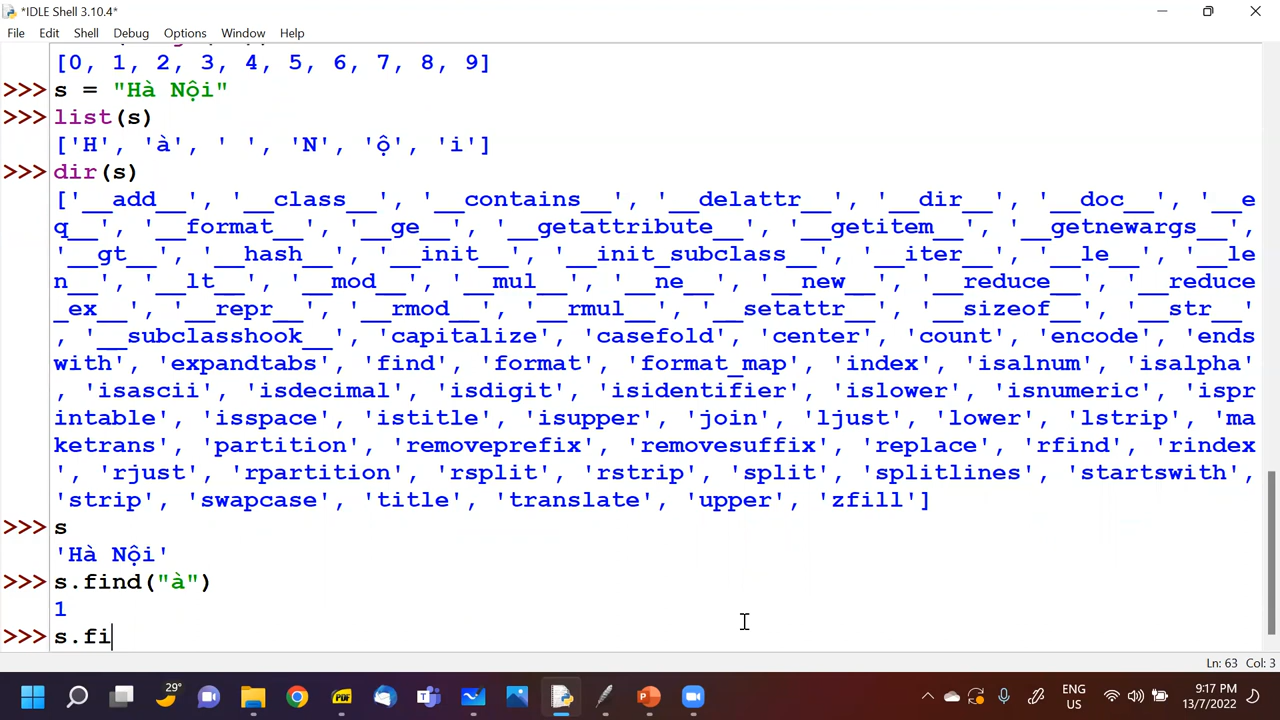 *IDLE Shell 3.10.4*
File Edit Shell Debug Options Window Help
[0, 1, 2, 3, 4, 5, 6, 7, 8, 9]
>>> s = "Hà Nội"
>>> list(s)
['H', 'à', ' ', 'N', 'ộ', 'i']
>>> dir(s)
['__add__', '__class__', '__contains__', '__delattr__', '__dir__', '__doc__', '__e
q__', '__format__', '__ge__', '__getattribute__', '__getitem__', '__getnewargs__',
'__gt__', '__hash__', '__init__', '__init_subclass__', '__iter__', '__le__', '__le
n__', '__lt__', '__mod__', '__mul__', '__ne__', '__new__', '__reduce__', '__reduce
_ex__', '__repr__', '__rmod__', '__rmul__', '__setattr__', '__sizeof__', '__str__'
, '__subclasshook__', 'capitalize', 'casefold', 'center', 'count', 'encode', 'ends
with', 'expandtabs', 'find', 'format', 'format_map', 'index', 'isalnum', 'isalpha'
, 'isascii', 'isdecimal', 'isdigit', 'isidentifier', 'islower', 'isnumeric', 'ispr
intable', 'isspace', 'istitle', 'isupper', 'join', 'ljust', 'lower', 'lstrip', 'ma
ketrans', 'partition', 'removeprefix', 'removesuffix', 'replace', 'rfind', 'rindex
', 'rjust', 'rpartition', 'rsplit', 'rstrip', 'split', 'splitlines', 'startswith',
'strip', 'swapcase', 'title', 'translate', 'upper', 'zfill']
>>> s
'Hà Nội'
>>> s.find("à")
1
>>> s.fi
Ln: 63 Col: 3
29°
PDF
ENG
US
9:17 PM
13/7/2022